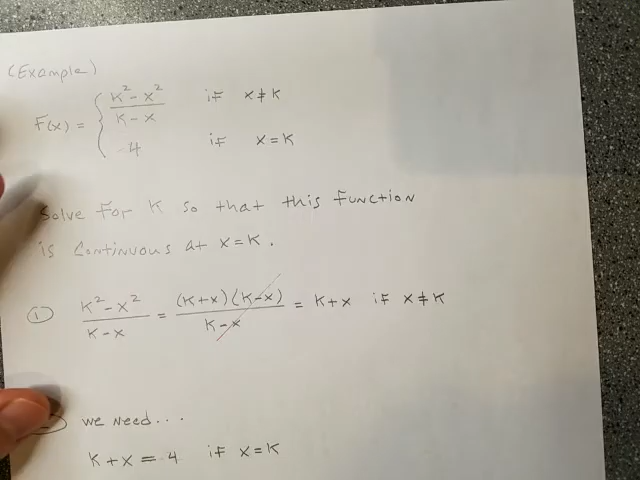 (Example)
F(x) = { (K² - x²)/(K - x) if x ≠ K
4 if x = K
Solve for K so that this function
is continuous at x = K.
① (K² - x²)/(K - x) = (K+x)(K-x)/(K-x) = K+x if x ≠ K
we need...
K + x = 4 if x = K